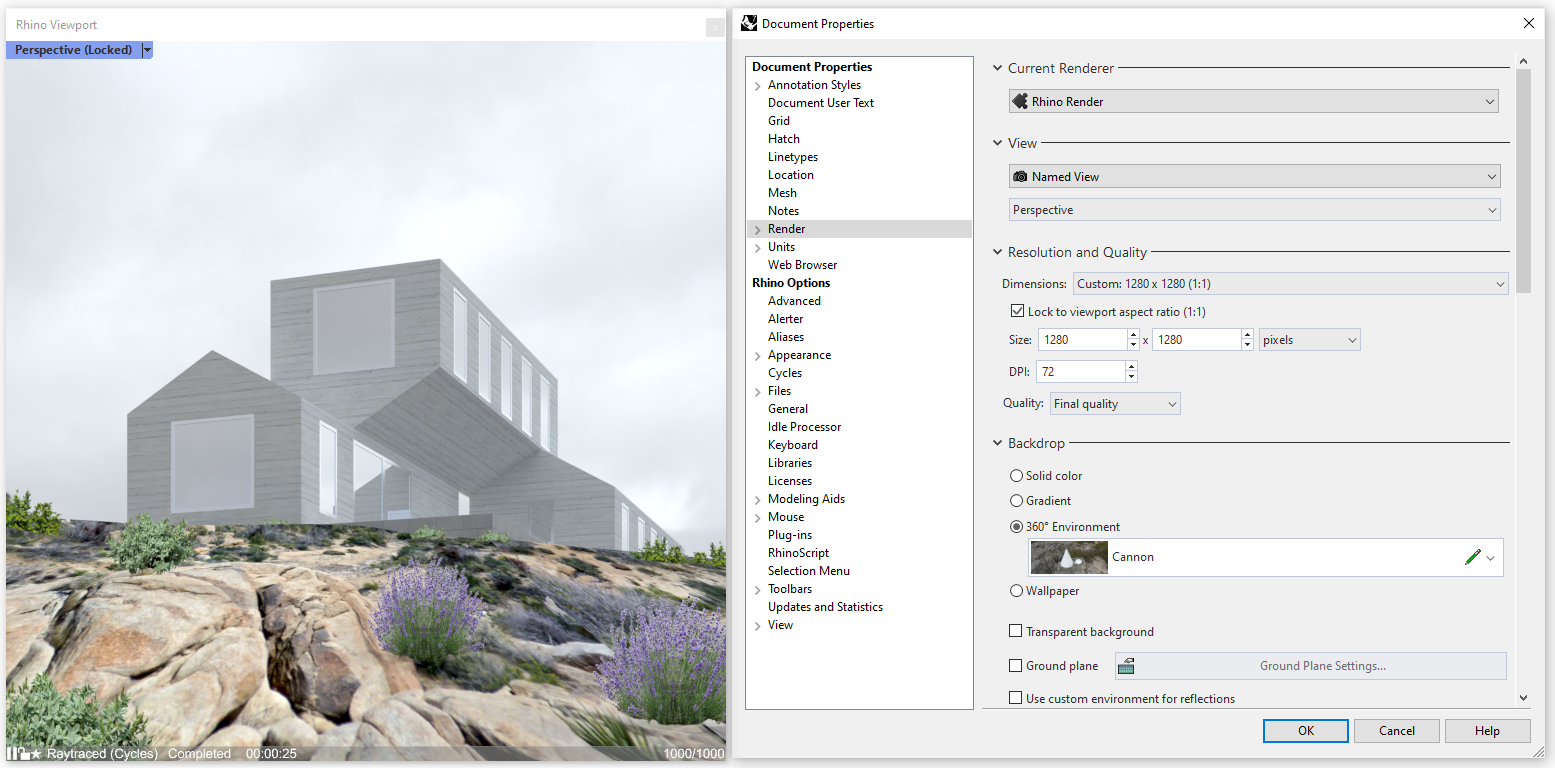 Rhino Viewport
Perspective (Locked)
Raytraced (Cycles) Completed 00:00:25 1000/1000
Document Properties
Document Properties
Annotation Styles
Document User Text
Grid
Hatch
Linetypes
Location
Mesh
Notes
Render
Units
Web Browser
Rhino Options
Advanced
Alerter
Aliases
Appearance
Cycles
Files
General
Idle Processor
Keyboard
Libraries
Licenses
Modeling Aids
Mouse
Plug-ins
RhinoScript
Selection Menu
Toolbars
Updates and Statistics
View
Current Renderer
Rhino Render
View
Named View
Perspective
Resolution and Quality
Dimensions: Custom: 1280 x 1280 (1:1)
Lock to viewport aspect ratio (1:1)
Size: 1280 x 1280 pixels
DPI: 72
Quality: Final quality
Backdrop
Solid color
Gradient
360° Environment
Cannon
Wallpaper
Transparent background
Ground plane Ground Plane Settings...
Use custom environment for reflections
OK Cancel Help